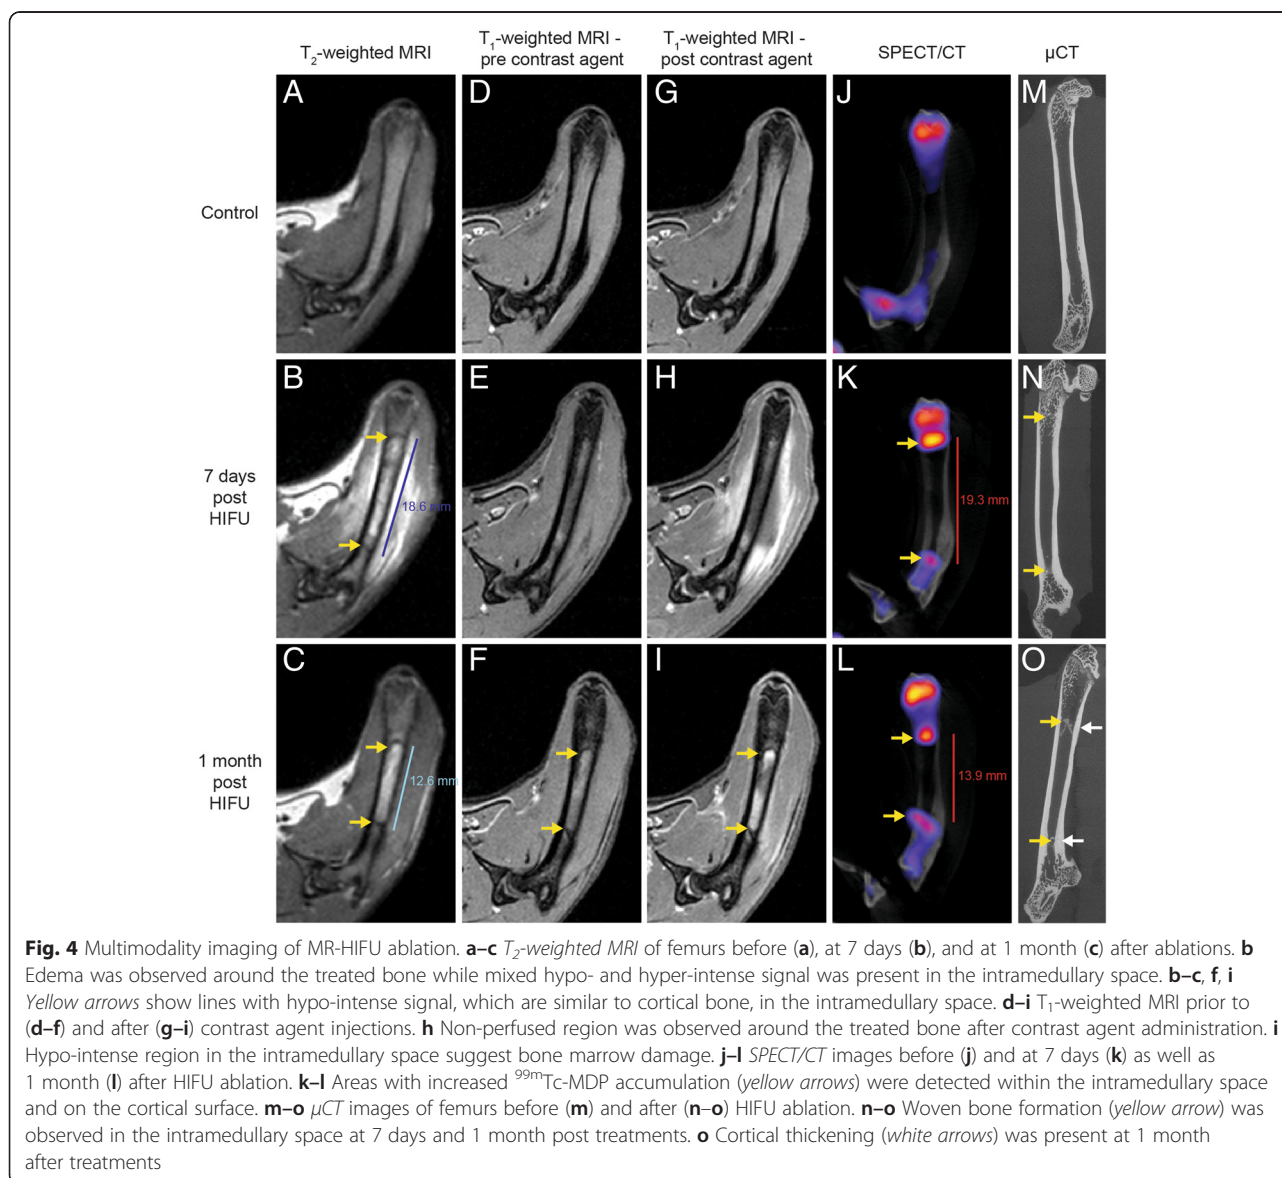 T₂-weighted MRI
T₁-weighted MRI -
pre contrast agent
T₁-weighted MRI -
post contrast agent
SPECT/CT
µCT
Control
A
D
G
J
M
7 days
post
HIFU
B
18.6 mm
E
H
K
19.3 mm
N
1 month
post
HIFU
C
12.6 mm
F
I
L
13.9 mm
O
Fig. 4 Multimodality imaging of MR-HIFU ablation. a–c T₂-weighted MRI of femurs before (a), at 7 days (b), and at 1 month (c) after ablations. b
Edema was observed around the treated bone while mixed hypo- and hyper-intense signal was present in the intramedullary space. b–c, f, i
Yellow arrows show lines with hypo-intense signal, which are similar to cortical bone, in the intramedullary space. d–i T₁-weighted MRI prior to
(d–f) and after (g–i) contrast agent injections. h Non-perfused region was observed around the treated bone after contrast agent administration. i
Hypo-intense region in the intramedullary space suggest bone marrow damage. j–l SPECT/CT images before (j) and at 7 days (k) as well as
1 month (l) after HIFU ablation. k–l Areas with increased ⁹⁹ᵐTc-MDP accumulation (yellow arrows) were detected within the intramedullary space
and on the cortical surface. m–o µCT images of femurs before (m) and after (n–o) HIFU ablation. n–o Woven bone formation (yellow arrow) was
observed in the intramedullary space at 7 days and 1 month post treatments. o Cortical thickening (white arrows) was present at 1 month
after treatments